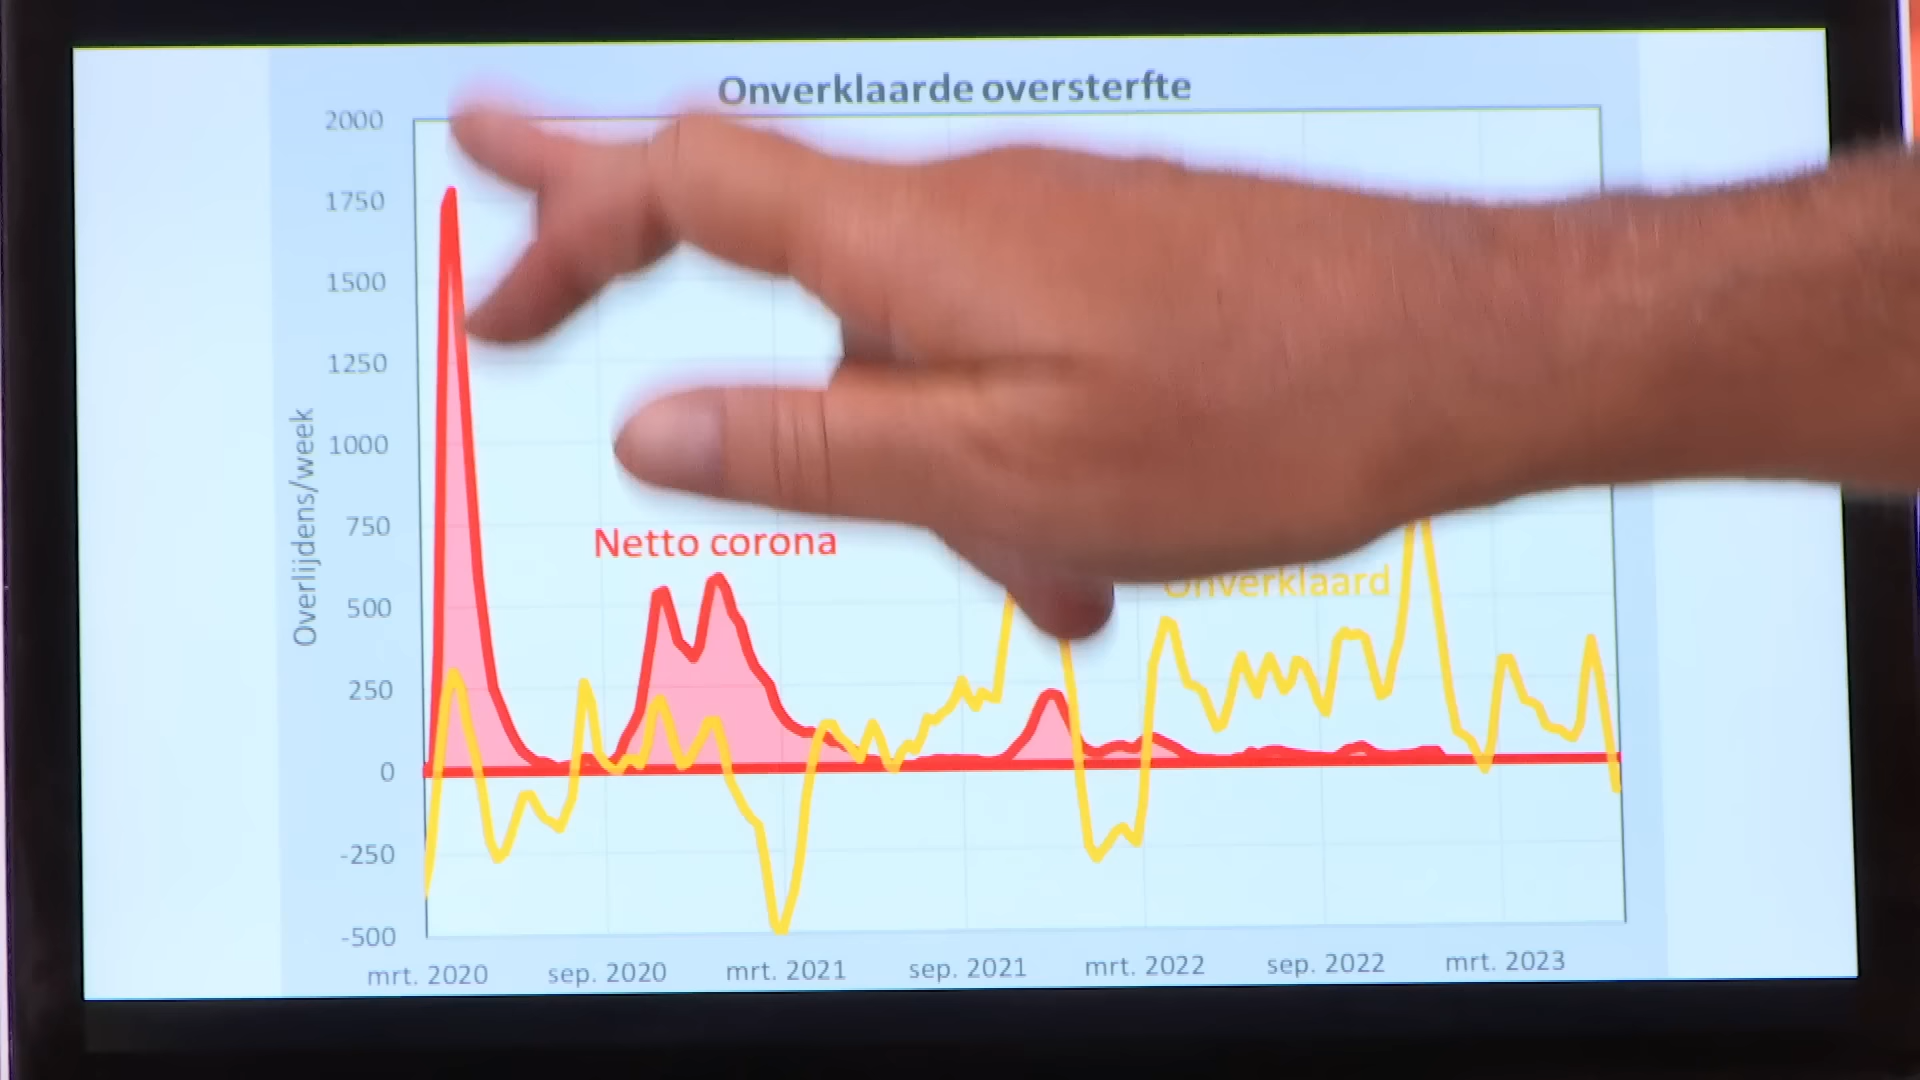 Onverklaarde oversterfte
2000
1750
1500
1250
1000
750
500
250
0
-250
-500
Overlijdens/week
Netto corona
Onverklaard
mrt. 2020
sep. 2020
mrt. 2021
sep. 2021
mrt. 2022
sep. 2022
mrt. 2023